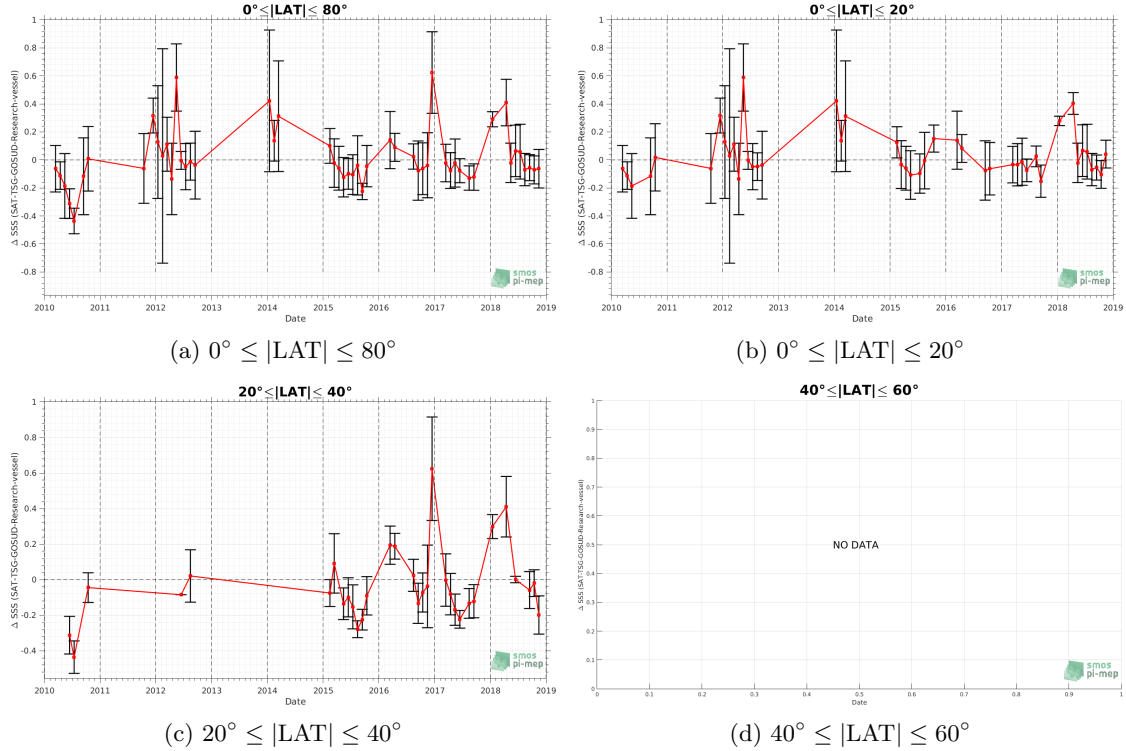 0°≤|LAT|≤ 80°
Δ SSS (SAT-TSG-GOSUD-Research-vessel)
1
0.8
0.6
0.4
0.2
0
-0.2
-0.4
-0.6
-0.8
2010 2011 2012 2013 2014 2015 2016 2017 2018 2019
Date
smos
pi-mep
(a) 0° ≤ |LAT| ≤ 80°
0°≤|LAT|≤ 20°
Δ SSS (SAT-TSG-GOSUD-Research-vessel)
1
0.8
0.6
0.4
0.2
0
-0.2
-0.4
-0.6
-0.8
2010 2011 2012 2013 2014 2015 2016 2017 2018 2019
Date
smos
pi-mep
(b) 0° ≤ |LAT| ≤ 20°
20°≤|LAT|≤ 40°
Δ SSS (SAT-TSG-GOSUD-Research-vessel)
1
0.8
0.6
0.4
0.2
0
-0.2
-0.4
2010 2011 2012 2013 2014 2015 2016 2017 2018 2019
Date
smos
pi-mep
(c) 20° ≤ |LAT| ≤ 40°
40°≤|LAT|≤ 60°
Δ SSS (SAT-TSG-GOSUD-Research-vessel)
1
0.9
0.8
0.7
0.6
0.5
0.4
0.3
0.2
0.1
0
NO DATA
0 0.1 0.2 0.3 0.4 0.5 0.6 0.7 0.8 0.9 1
Date
smos
pi-mep
(d) 40° ≤ |LAT| ≤ 60°